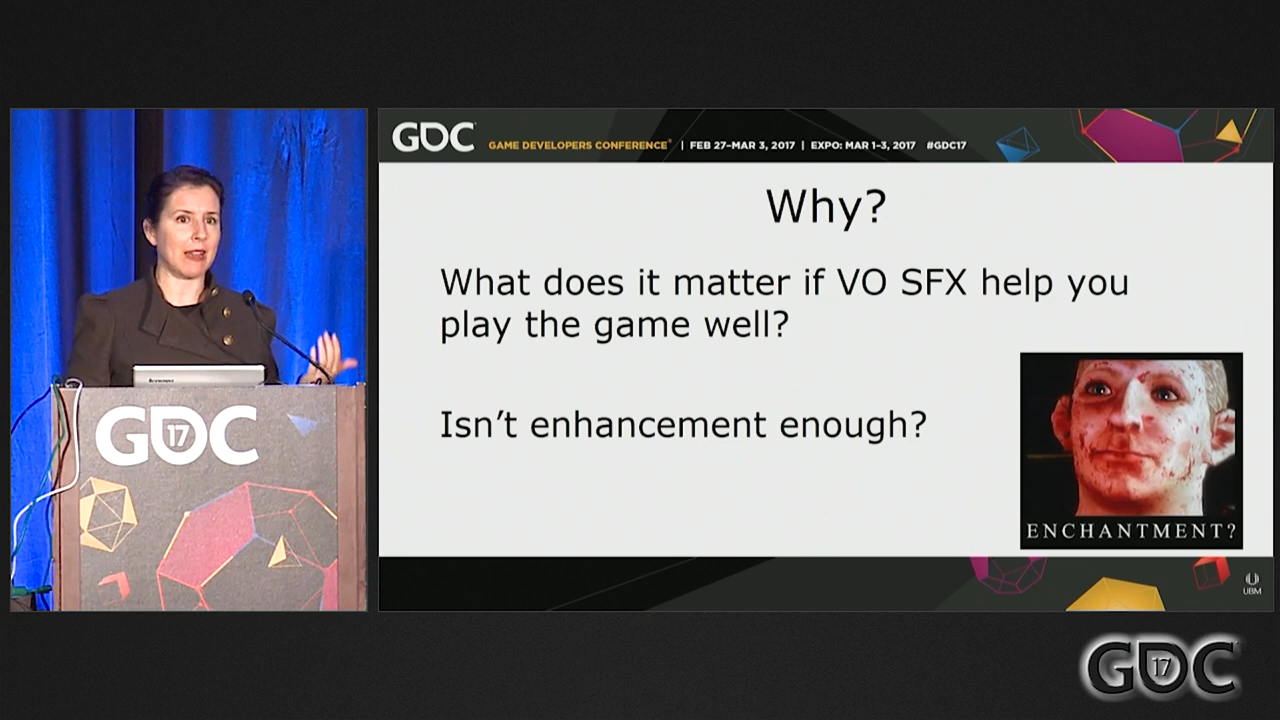 GDC
GAME DEVELOPERS CONFERENCE® | FEB 27–MAR 3, 2017 | EXPO: MAR 1–3, 2017 #GDC17
Why?
What does it matter if VO SFX help you
play the game well?
Isn’t enhancement enough?
ENCHANTMENT?
UBM
GDC
17
GDC
17